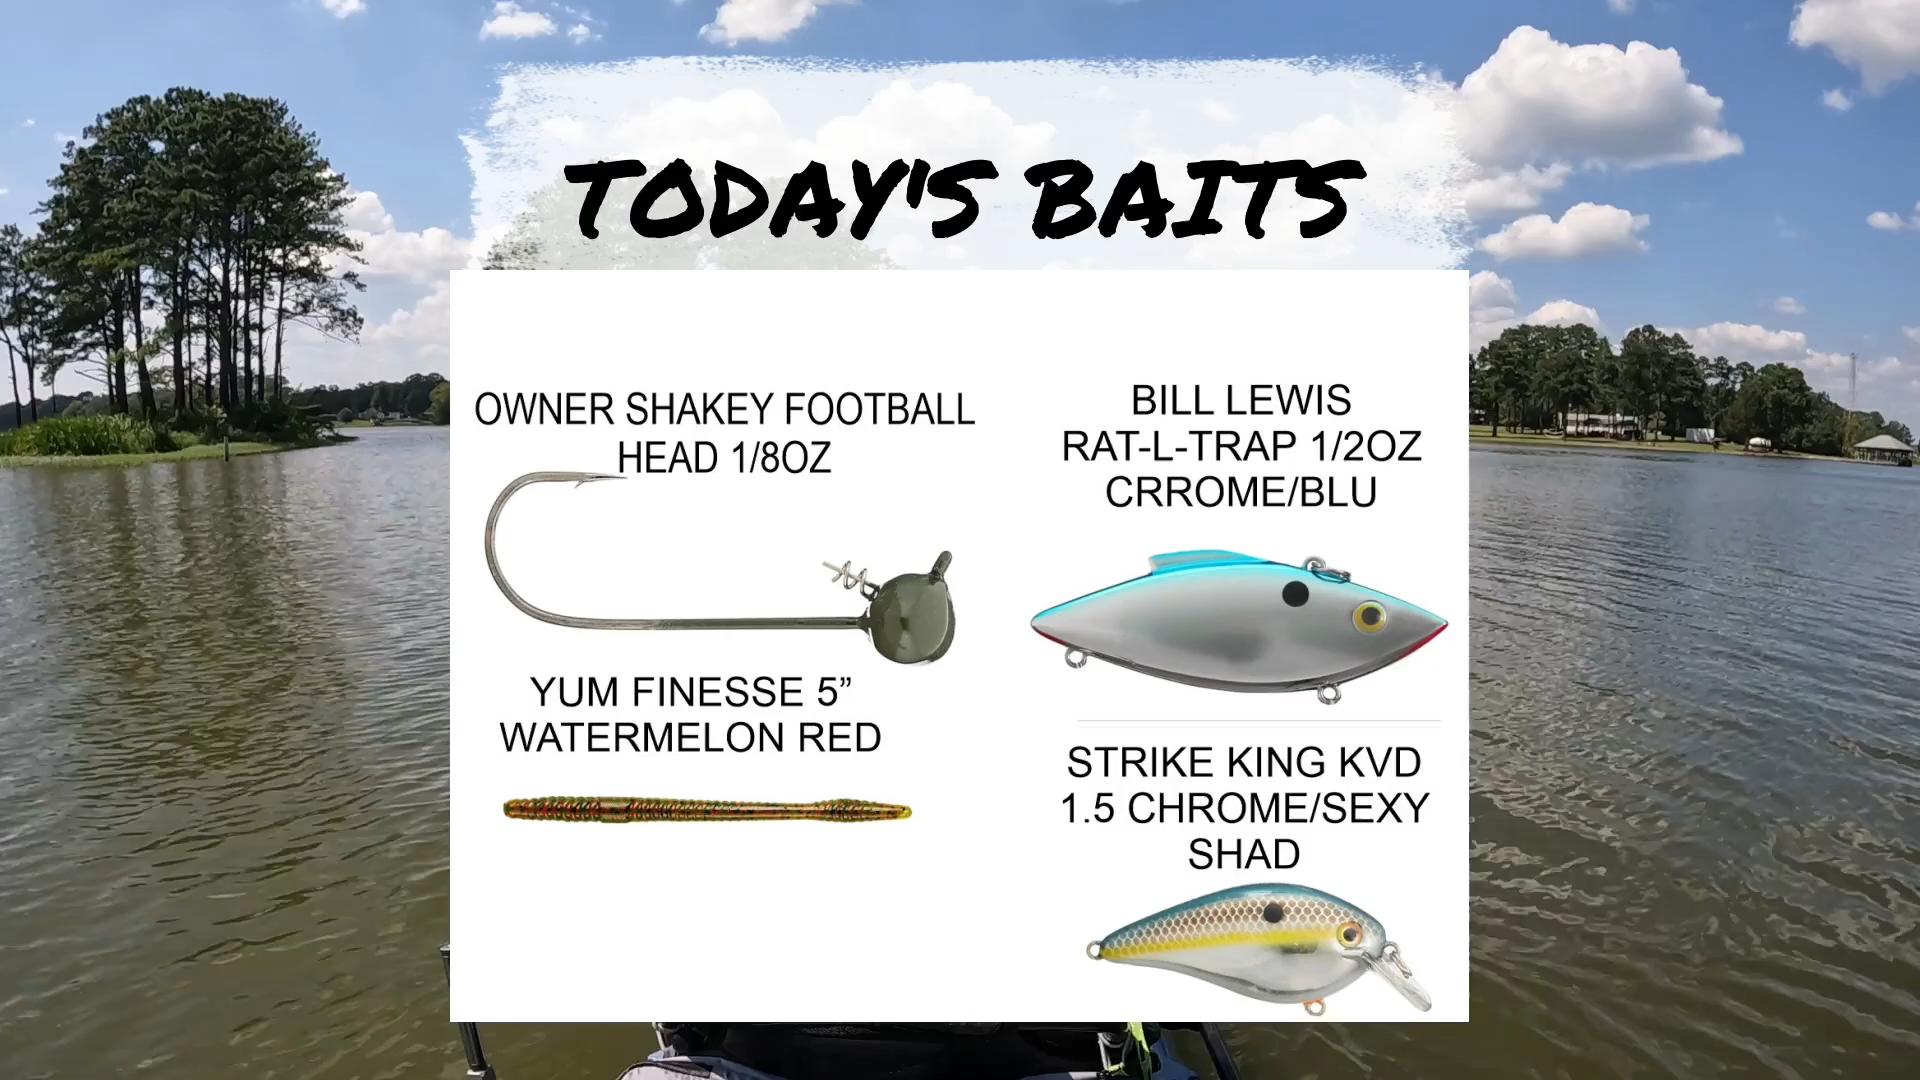 TODAY'S BAITS
OWNER SHAKEY FOOTBALL
HEAD 1/8OZ
YUM FINESSE 5”
WATERMELON RED
BILL LEWIS
RAT-L-TRAP 1/2OZ
CRROME/BLU
STRIKE KING KVD
1.5 CHROME/SEXY
SHAD